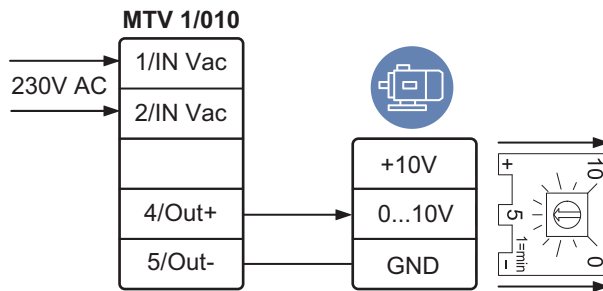 MTV 1/010
230V AC
1/IN Vac
2/IN Vac
4/Out+
5/Out-
+10V
0...10V
GND
+
5
-
1=min
10
0